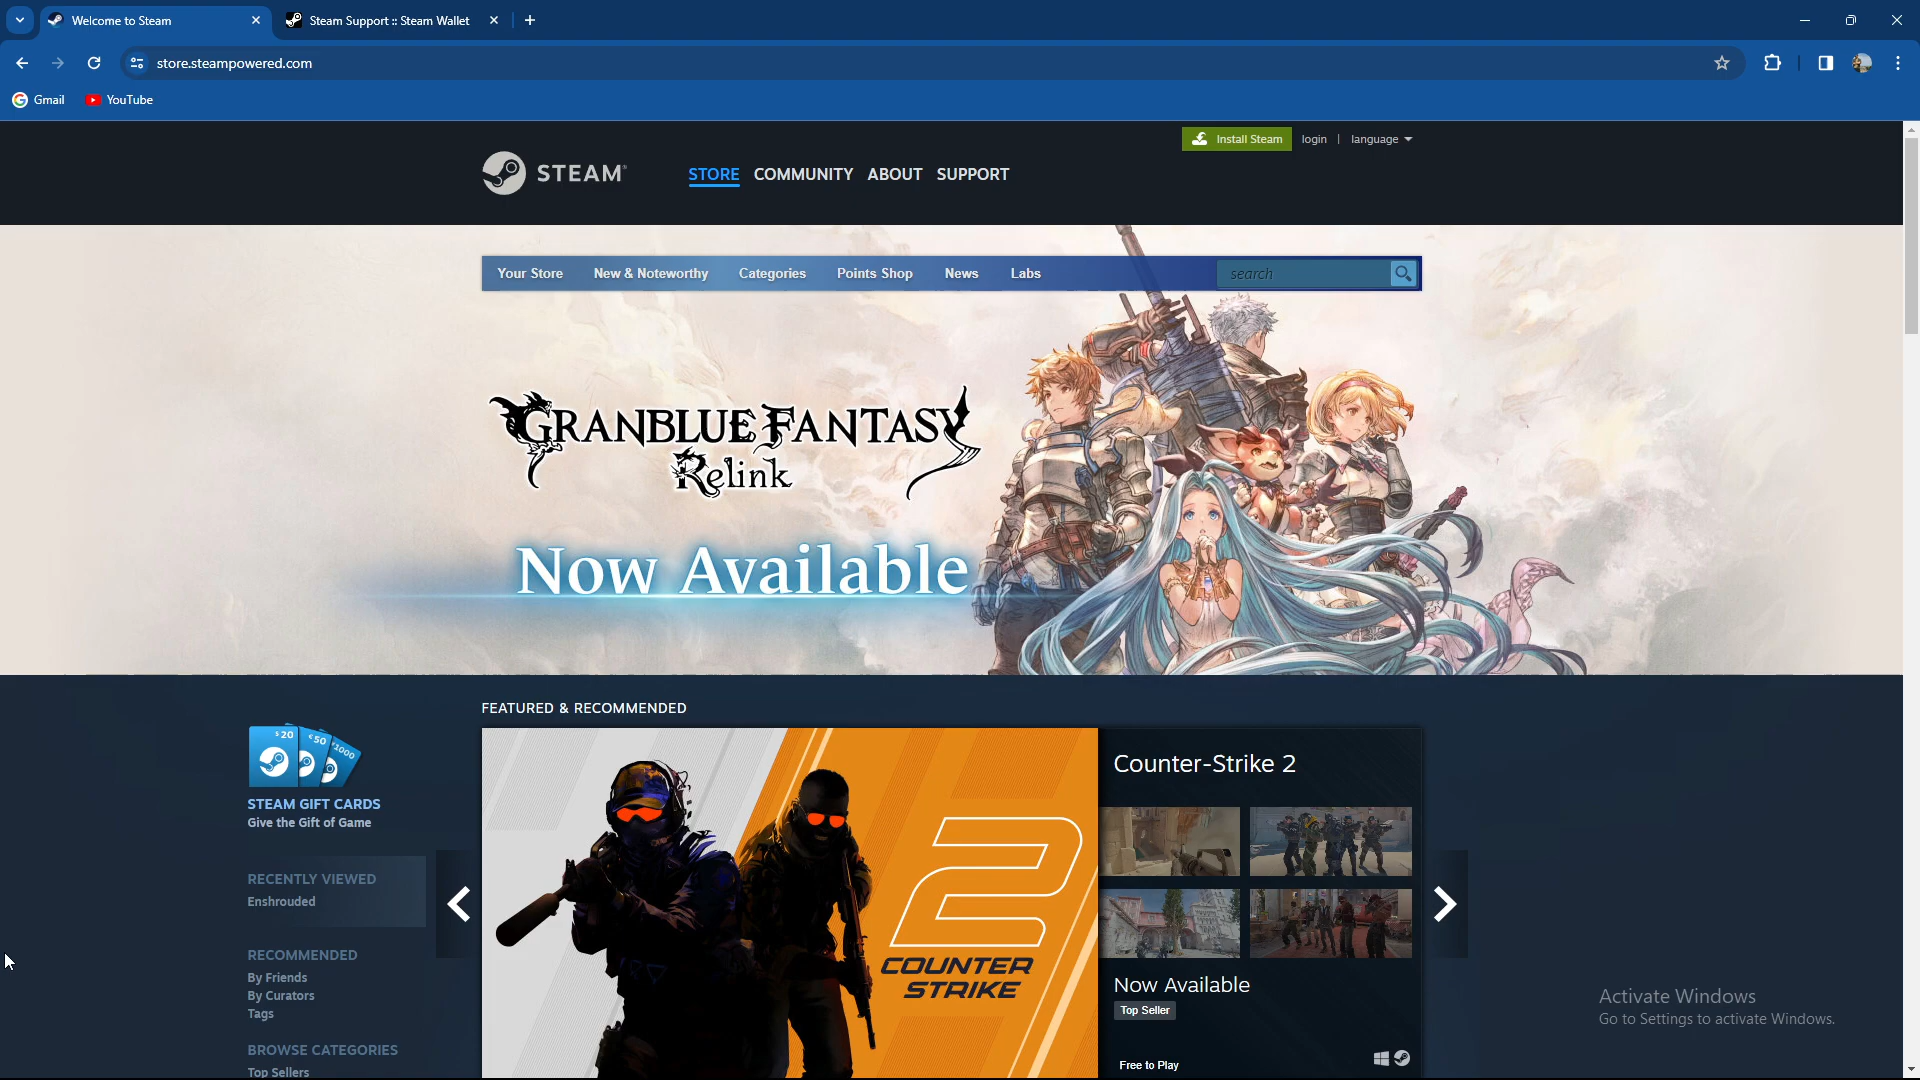 Welcome to Steam
Steam Support :: Steam Wallet
store.steampowered.com
Gmail
YouTube
Install Steam
login
language
STEAM
STORE
COMMUNITY
ABOUT
SUPPORT
Your Store
New & Noteworthy
Categories
Points Shop
News
Labs
search
GRANBLUE FANTASY
Relink
Now Available
FEATURED & RECOMMENDED
$20
€50
¥1000
STEAM GIFT CARDS
Give the Gift of Game
RECENTLY VIEWED
Enshrouded
RECOMMENDED
By Friends
By Curators
Tags
BROWSE CATEGORIES
Top Sellers
2
COUNTER
STRIKE
Counter-Strike 2
Now Available
Top Seller
Free to Play
Activate Windows
Go to Settings to activate Windows.